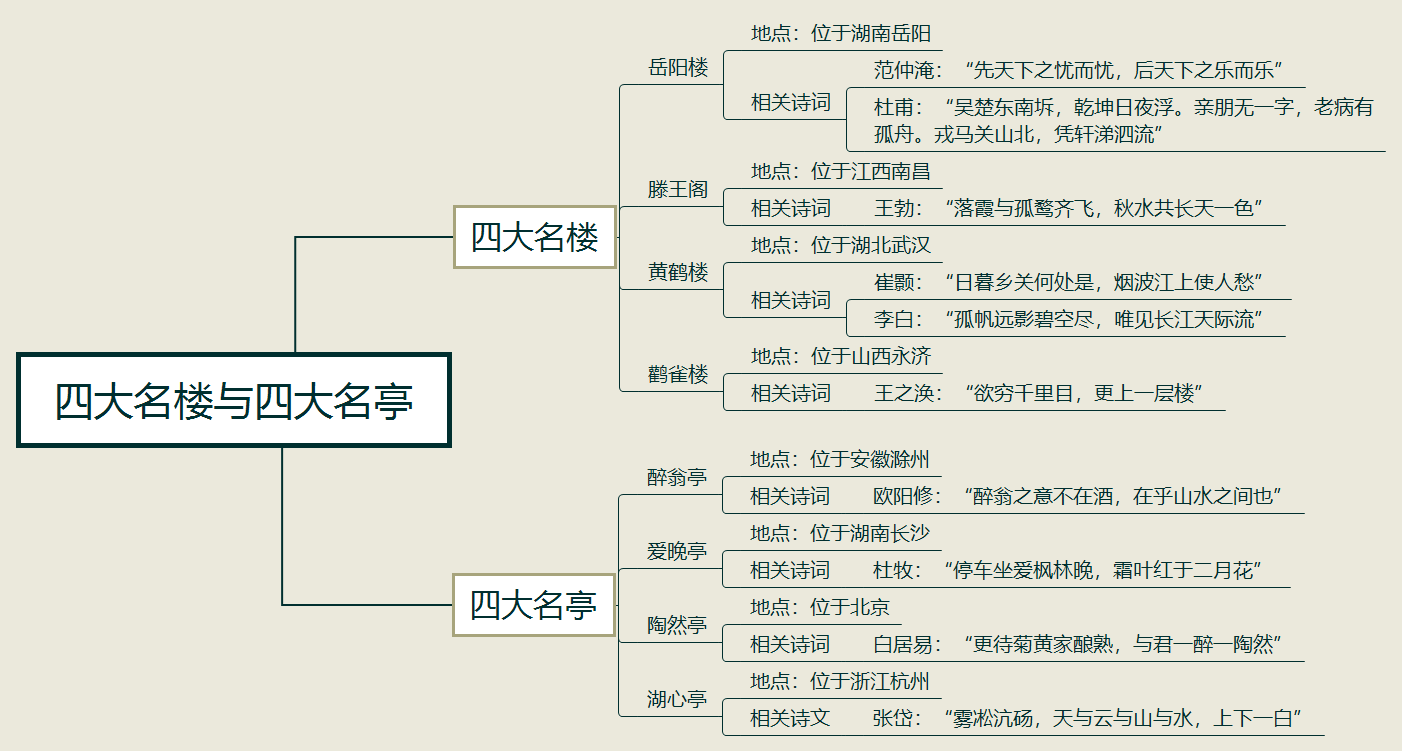 四大名楼与四大名亭
四大名楼
岳阳楼
地点：位于湖南岳阳
相关诗词
范仲淹：“先天下之忧而忧，后天下之乐而乐”
杜甫：“吴楚东南坼，乾坤日夜浮。亲朋无一字，老病有
孤舟。戎马关山北，凭轩涕泗流”
滕王阁
地点：位于江西南昌
相关诗词 王勃：“落霞与孤鹜齐飞，秋水共长天一色”
黄鹤楼
地点：位于湖北武汉
相关诗词
崔颢：“日暮乡关何处是，烟波江上使人愁”
李白：“孤帆远影碧空尽，唯见长江天际流”
鹳雀楼
地点：位于山西永济
相关诗词 王之涣：“欲穷千里目，更上一层楼”
四大名亭
醉翁亭
地点：位于安徽滁州
相关诗词 欧阳修：“醉翁之意不在酒，在乎山水之间也”
爱晚亭
地点：位于湖南长沙
相关诗词 杜牧：“停车坐爱枫林晚，霜叶红于二月花”
陶然亭
地点：位于北京
相关诗词 白居易：“更待菊黄家酿熟，与君一醉一陶然”
湖心亭
地点：位于浙江杭州
相关诗文 张岱：“雾凇沆砀，天与云与山与水，上下一白”